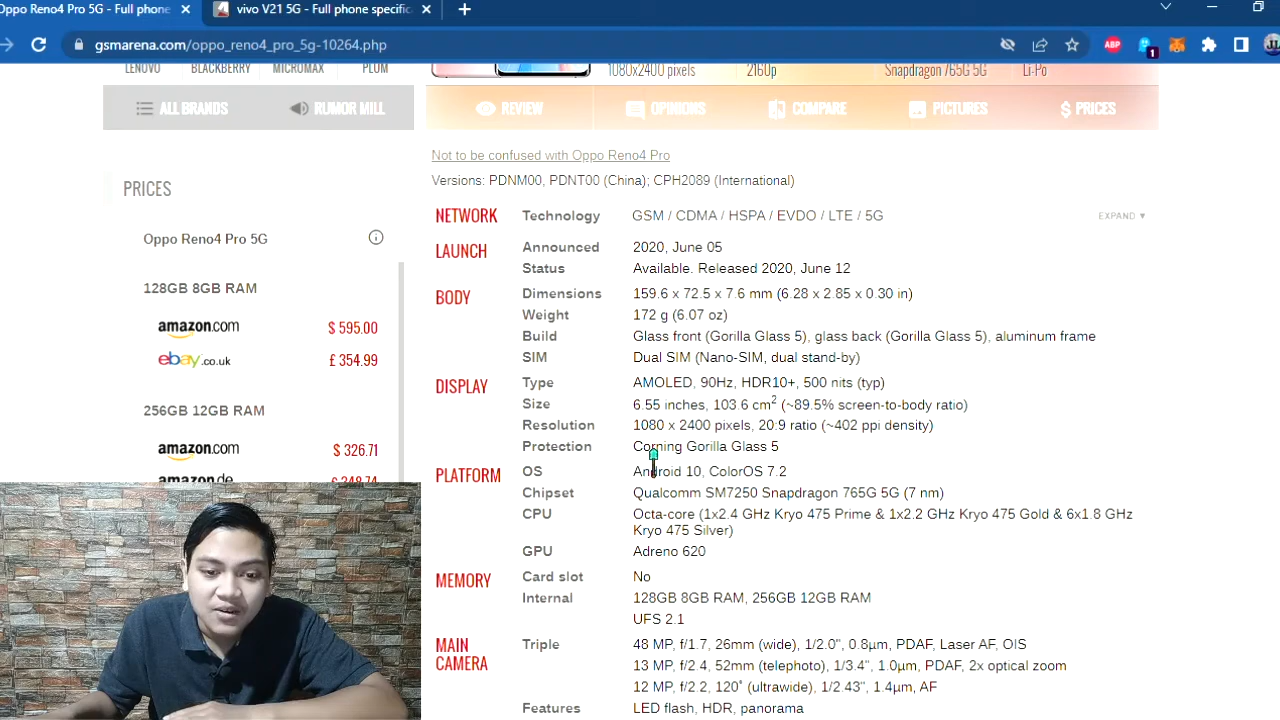 Oppo Reno4 Pro 5G - Full phone
vivo V21 5G - Full phone specific
gsmarena.com/oppo_reno4_pro_5g-10264.php
ABP
1
LENOVO BLACKBERRY MICROMAX PLUM
1080x2400 pixels 2160p Snapdragon 765G 5G Li-Po
ALL BRANDS RUMOR MILL
REVIEW OPINIONS COMPARE PICTURES $ PRICES
Not to be confused with Oppo Reno4 Pro
Versions: PDNM00, PDNT00 (China); CPH2089 (International)
PRICES
Oppo Reno4 Pro 5G
128GB 8GB RAM
amazon.com $ 595.00
ebay.co.uk £ 354.99
256GB 12GB RAM
amazon.com $ 326.71
amazon.de 348.74
NETWORK Technology GSM / CDMA / HSPA / EVDO / LTE / 5G EXPAND ▼
LAUNCH Announced 2020, June 05
Status Available. Released 2020, June 12
BODY Dimensions 159.6 x 72.5 x 7.6 mm (6.28 x 2.85 x 0.30 in)
Weight 172 g (6.07 oz)
Build Glass front (Gorilla Glass 5), glass back (Gorilla Glass 5), aluminum frame
SIM Dual SIM (Nano-SIM, dual stand-by)
DISPLAY Type AMOLED, 90Hz, HDR10+, 500 nits (typ)
Size 6.55 inches, 103.6 cm2 (~89.5% screen-to-body ratio)
Resolution 1080 x 2400 pixels, 20:9 ratio (~402 ppi density)
Protection Corning Gorilla Glass 5
PLATFORM OS Android 10, ColorOS 7.2
Chipset Qualcomm SM7250 Snapdragon 765G 5G (7 nm)
CPU Octa-core (1x2.4 GHz Kryo 475 Prime & 1x2.2 GHz Kryo 475 Gold & 6x1.8 GHz
Kryo 475 Silver)
GPU Adreno 620
MEMORY Card slot No
Internal 128GB 8GB RAM, 256GB 12GB RAM
UFS 2.1
MAIN CAMERA Triple 48 MP, f/1.7, 26mm (wide), 1/2.0", 0.8µm, PDAF, Laser AF, OIS
13 MP, f/2.4, 52mm (telephoto), 1/3.4", 1.0µm, PDAF, 2x optical zoom
12 MP, f/2.2, 120˚ (ultrawide), 1/2.43", 1.4µm, AF
Features LED flash, HDR, panorama